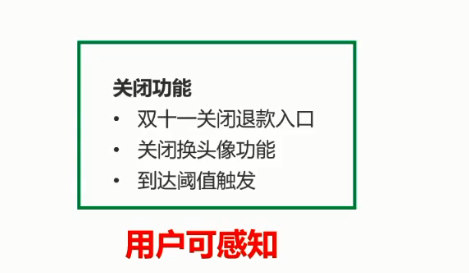 关闭功能
• 双十一关闭退款入口
• 关闭换头像功能
• 到达阈值触发
用户可感知